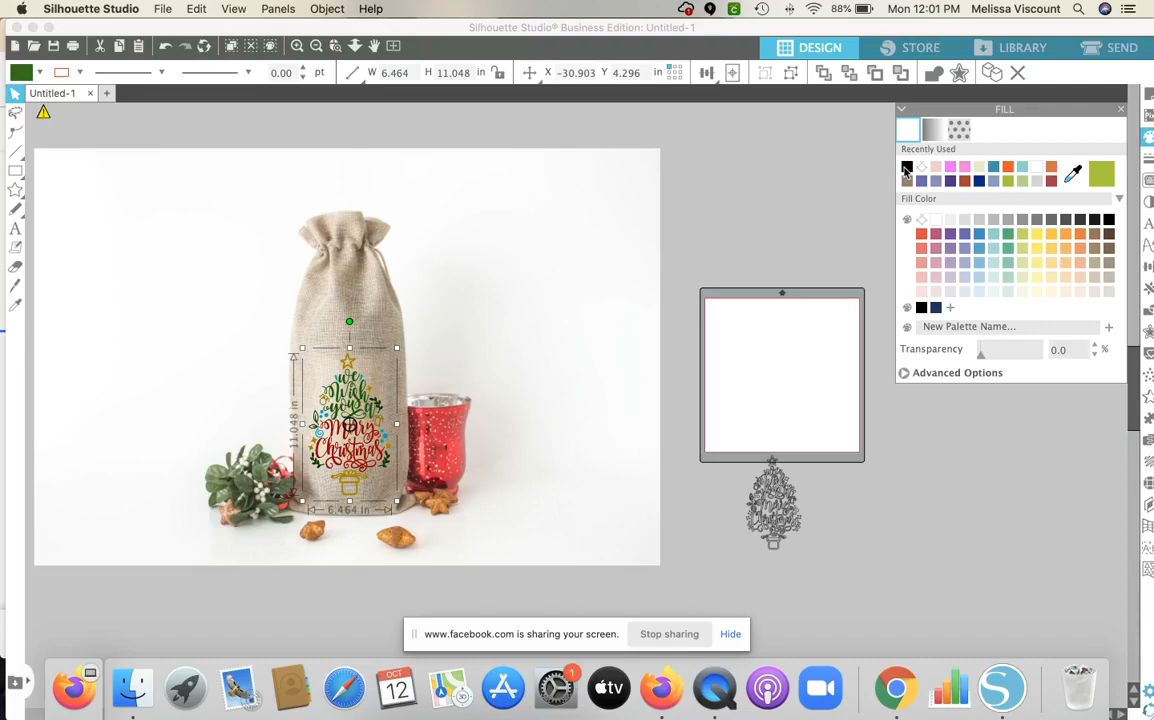 Silhouette Studio File Edit View Panels Object Help 88% Mon 12:01 PM Melissa Viscount
Silhouette Studio® Business Edition: Untitled-1
DESIGN STORE LIBRARY SEND
0.00 pt W 6.464 H 11.048 in X -30.903 Y 4.296 in
Untitled-1 × +
FILL
Recently Used
Fill Color
New Palette Name...
Transparency 0.0 %
Advanced Options
11.048 in
we
Wish
you a
Merry
Christmas
6.464 in
www.facebook.com is sharing your screen. Stop sharing Hide
OCT
12
1
tv